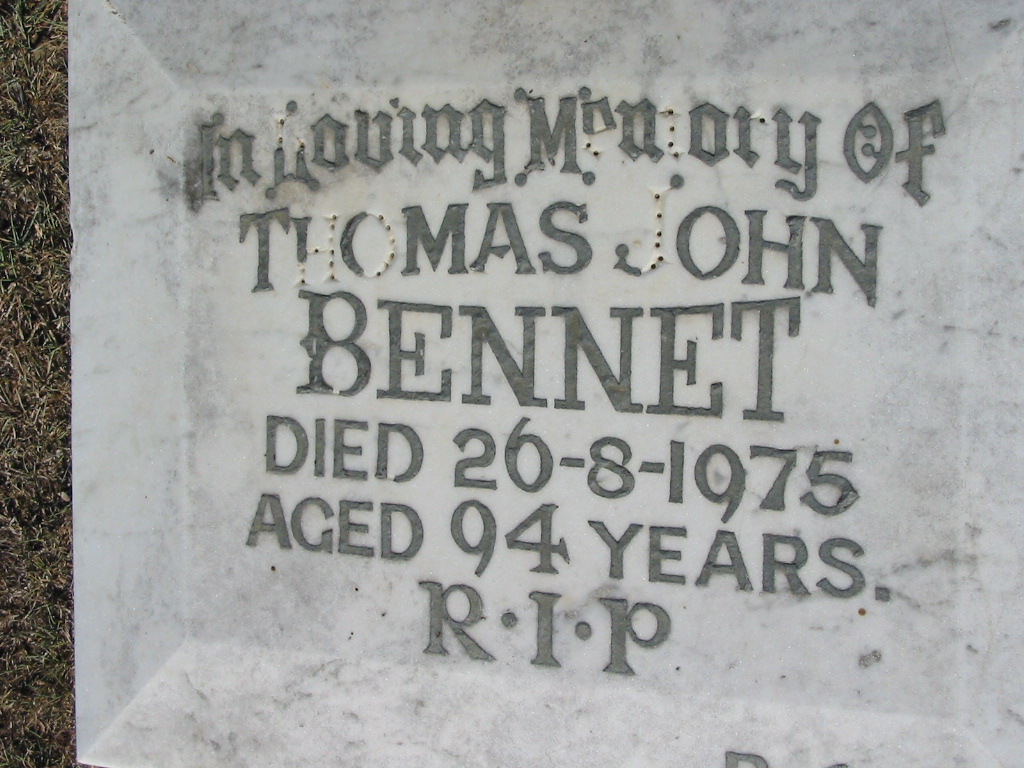 In Loving Memory Of
THOMAS JOHN
BENNET
DIED 26-8-1975
AGED 94 YEARS.
R·I·P